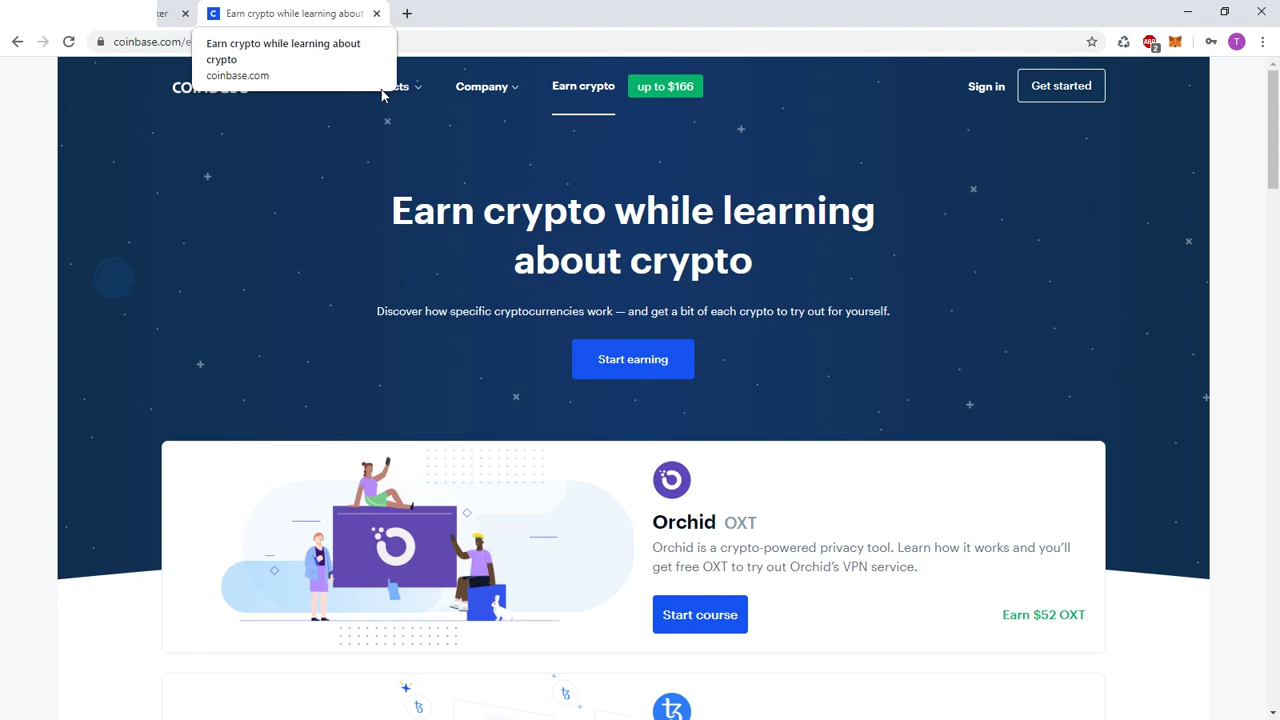 ker
Earn crypto while learning about
coinbase.com/e
Earn crypto while learning about
crypto
coinbase.com
cts
Company
Earn crypto
up to $166
Sign in
Get started
2
T
Earn crypto while learning
about crypto
Discover how specific cryptocurrencies work — and get a bit of each crypto to try out for yourself.
Start earning
Orchid OXT
Orchid is a crypto-powered privacy tool. Learn how it works and you'll
get free OXT to try out Orchid's VPN service.
Start course
Earn $52 OXT